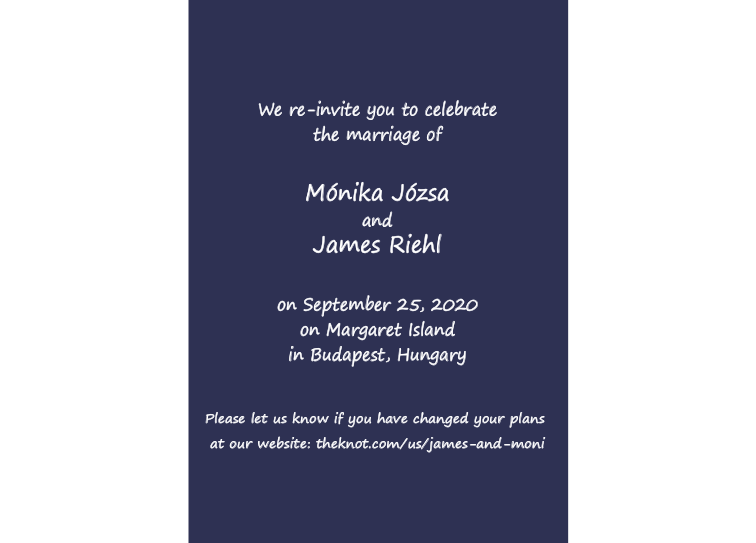 We re-invite you to celebrate
the marriage of
Mónika Józsa
and
James Riehl
on September 25, 2020
on Margaret Island
in Budapest, Hungary
Please let us know if you have changed your plans
at our website: theknot.com/us/james-and-moni